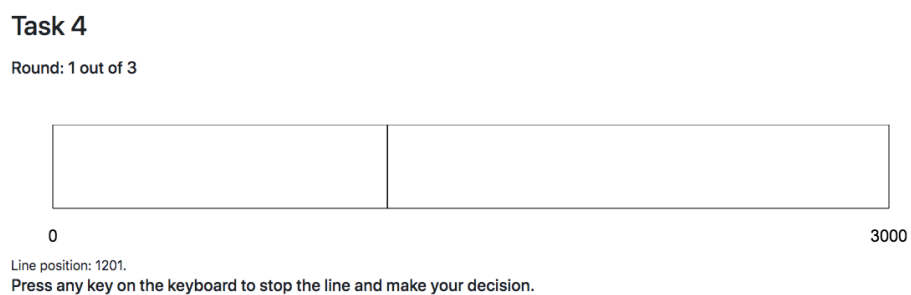 Task 4
Round: 1 out of 3
0 3000
Line position: 1201.
Press any key on the keyboard to stop the line and make your decision.